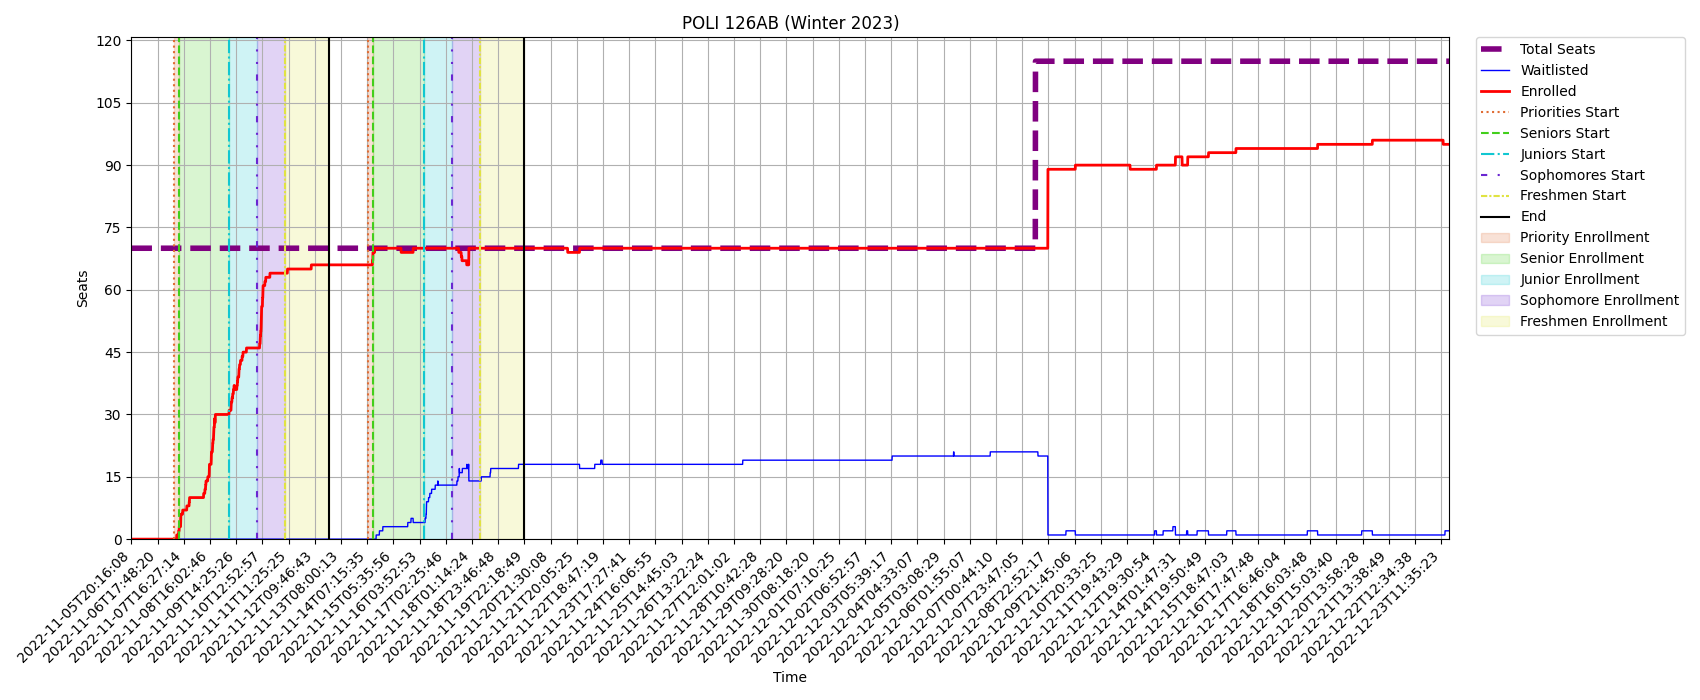 POLI 126AB (Winter 2023)
120
105
90
75
60
45
30
15
0
Seats
2022-11-05T20:16:08
2022-11-06T17:48:20
2022-11-07T16:27:14
2022-11-08T16:02:46
2022-11-09T14:25:26
2022-11-10T12:52:57
2022-11-11T11:25:25
2022-11-12T09:46:43
2022-11-13T08:00:13
2022-11-14T07:15:35
2022-11-15T05:35:56
2022-11-16T03:52:53
2022-11-17T02:25:46
2022-11-18T01:14:24
2022-11-18T23:46:48
2022-11-19T22:18:49
2022-11-20T21:30:08
2022-11-21T20:05:25
2022-11-22T18:47:19
2022-11-23T17:27:41
2022-11-24T16:06:55
2022-11-25T14:45:03
2022-11-26T13:22:24
2022-11-27T12:01:02
2022-11-28T10:42:28
2022-11-29T09:28:20
2022-11-30T08:18:20
2022-12-01T07:10:25
2022-12-02T06:52:57
2022-12-03T05:39:17
2022-12-04T04:33:07
2022-12-05T03:08:29
2022-12-06T01:55:07
2022-12-07T00:44:10
2022-12-07T23:47:05
2022-12-08T22:52:17
2022-12-09T21:45:06
2022-12-10T20:33:25
2022-12-11T19:43:29
2022-12-12T19:30:54
2022-12-14T01:47:31
2022-12-14T19:50:49
2022-12-15T18:47:03
2022-12-16T17:47:48
2022-12-17T16:46:04
2022-12-18T16:03:48
2022-12-19T15:03:40
2022-12-20T13:58:28
2022-12-21T13:38:49
2022-12-22T12:34:38
2022-12-23T11:35:23
Time
Total Seats
Waitlisted
Enrolled
Priorities Start
Seniors Start
Juniors Start
Sophomores Start
Freshmen Start
End
Priority Enrollment
Senior Enrollment
Junior Enrollment
Sophomore Enrollment
Freshmen Enrollment